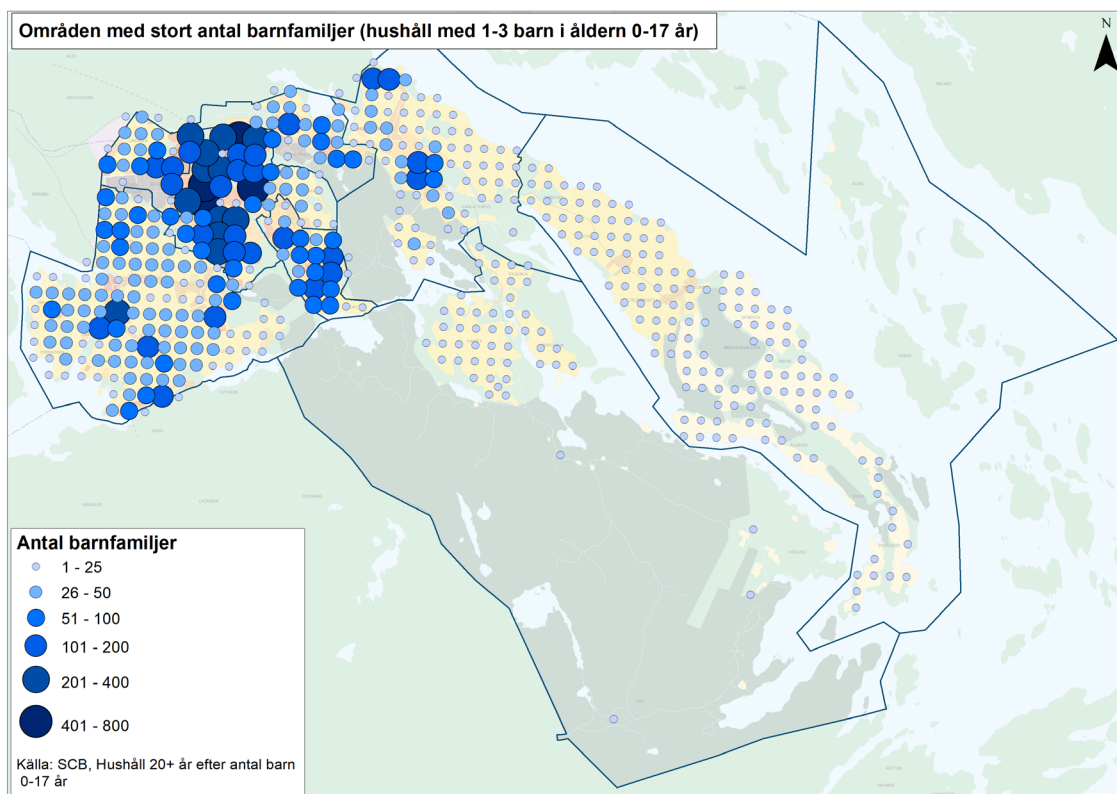 Områden med stort antal barnfamiljer (hushåll med 1-3 barn i åldern 0-17 år)
N
Antal barnfamiljer
1 - 25
26 - 50
51 - 100
101 - 200
201 - 400
401 - 800
Källa: SCB, Hushåll 20+ år efter antal barn
0-17 år